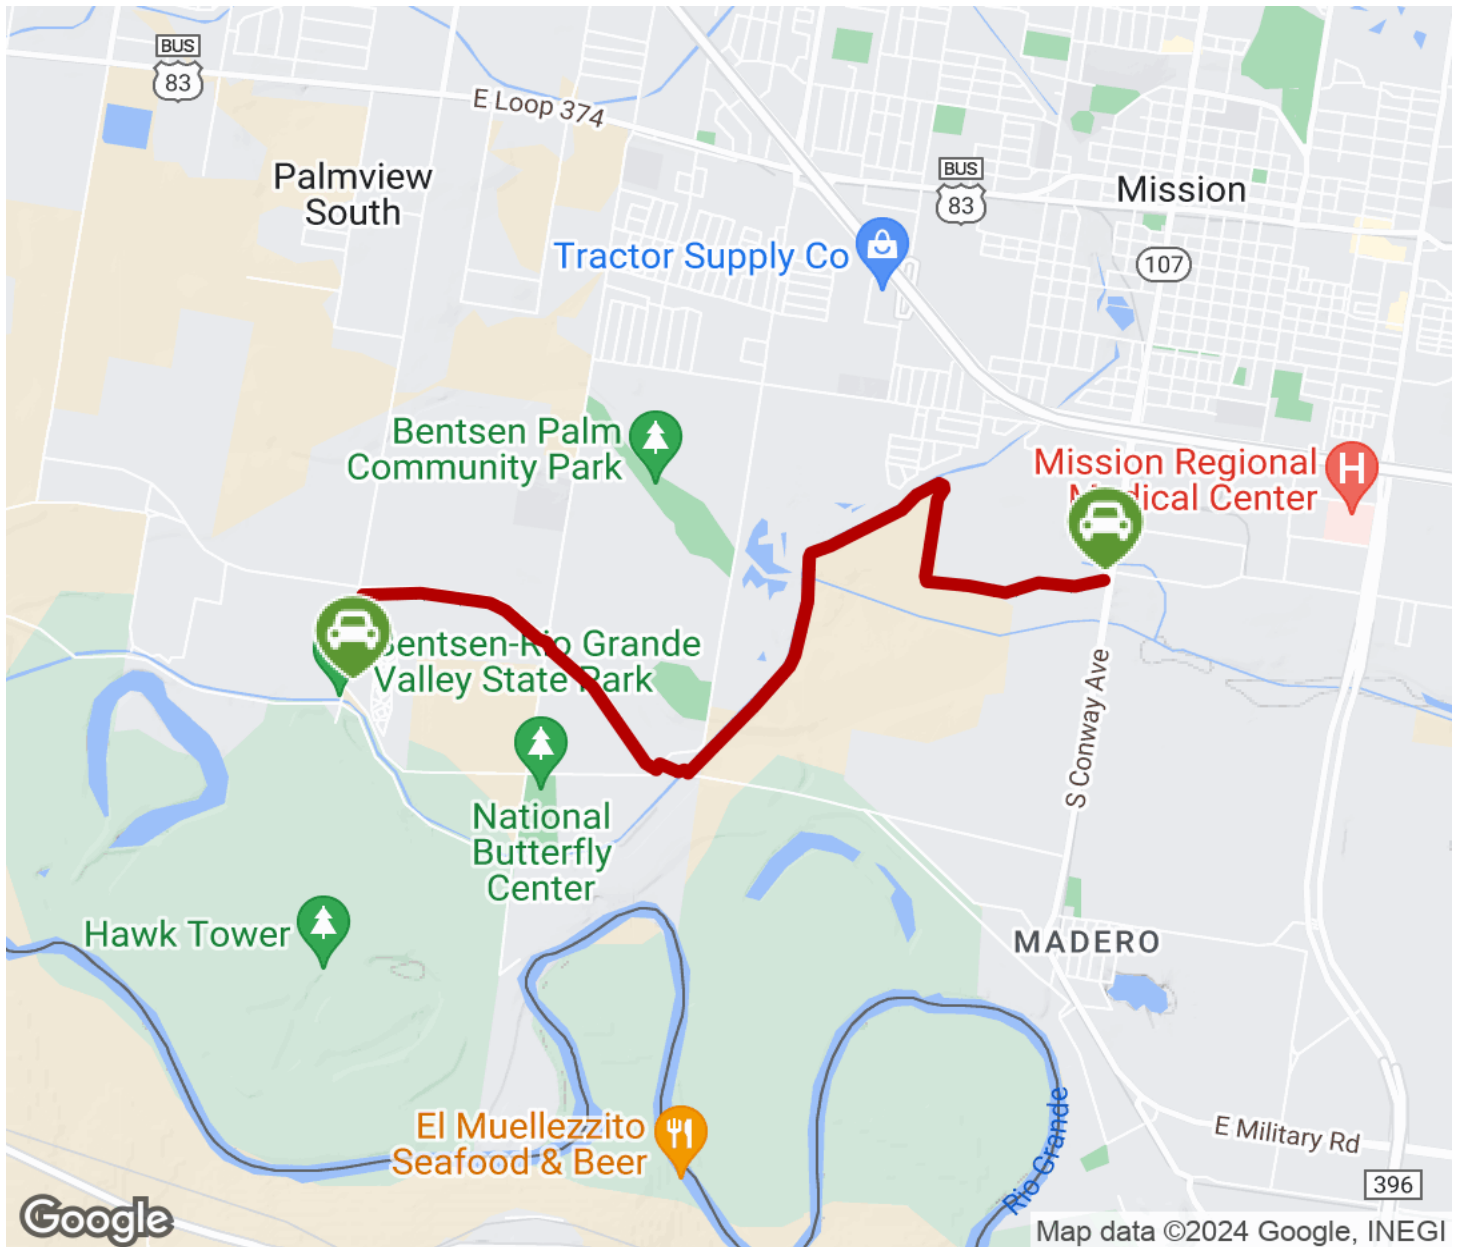 BUS
83
E Loop 374
Palmview
South
BUS
83
Mission
Tractor Supply Co
107
Bentsen Palm
Community Park
Mission Regional
Medical Center
H
Bentsen-Rio Grande
Valley State Park
S Conway Ave
National
Butterfly
Center
Hawk Tower
MADERO
El Muellezzito
Seafood & Beer
Rio Grande
E Military Rd
396
Google
Map data ©2024 Google, INEGI